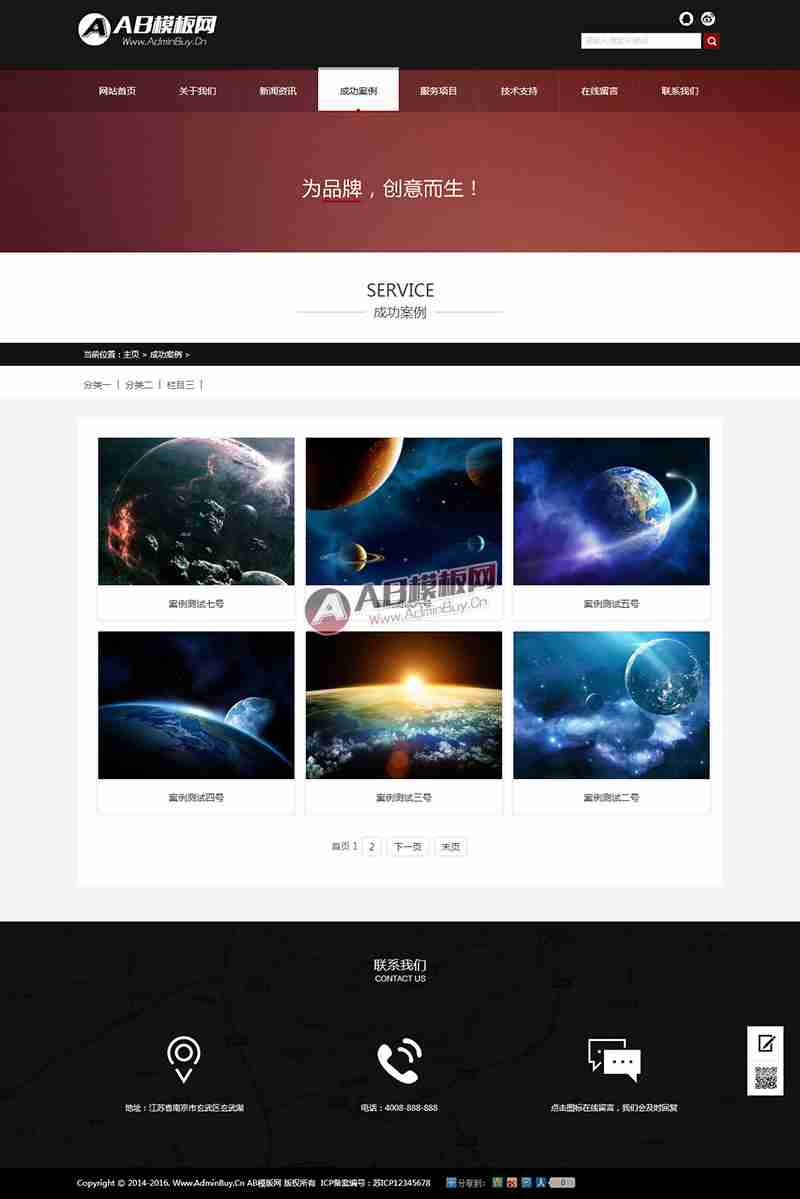 AB模板网
Www.AdminBuy.Cn
网站首页 关于我们 新闻资讯 成功案例 服务项目 技术支持 在线留言 联系我们
为品牌，创意而生！
SERVICE
成功案例
当前位置：主页 > 成功案例 >
分类一 | 分类二 | 栏目三 |
AB模板网
Www.AdminBuy.Cn
案例测试七号
案例测试五号
案例测试四号 案例测试三号 案例测试二号
首页 1 2 下一页 末页
联系我们
CONTACT US
地址：江苏省南京市玄武区玄武湖 电话：4008-888-888 点击图标在线留言，我们会及时回复
Copyright © 2014-2016, Www.AdminBuy.Cn AB模板网 版权所有 ICP备案编号：苏ICP12345678 分享到： 0